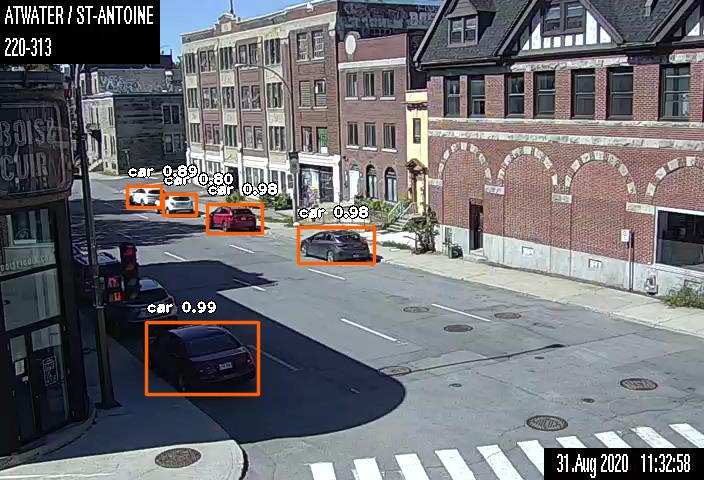 ATWATER / ST-ANTOINE
220-313
BOIS
CUIR
car 0.89
car 0.80
car 0.98
car 0.98
car 0.99
31.Aug 2020 11:32:58